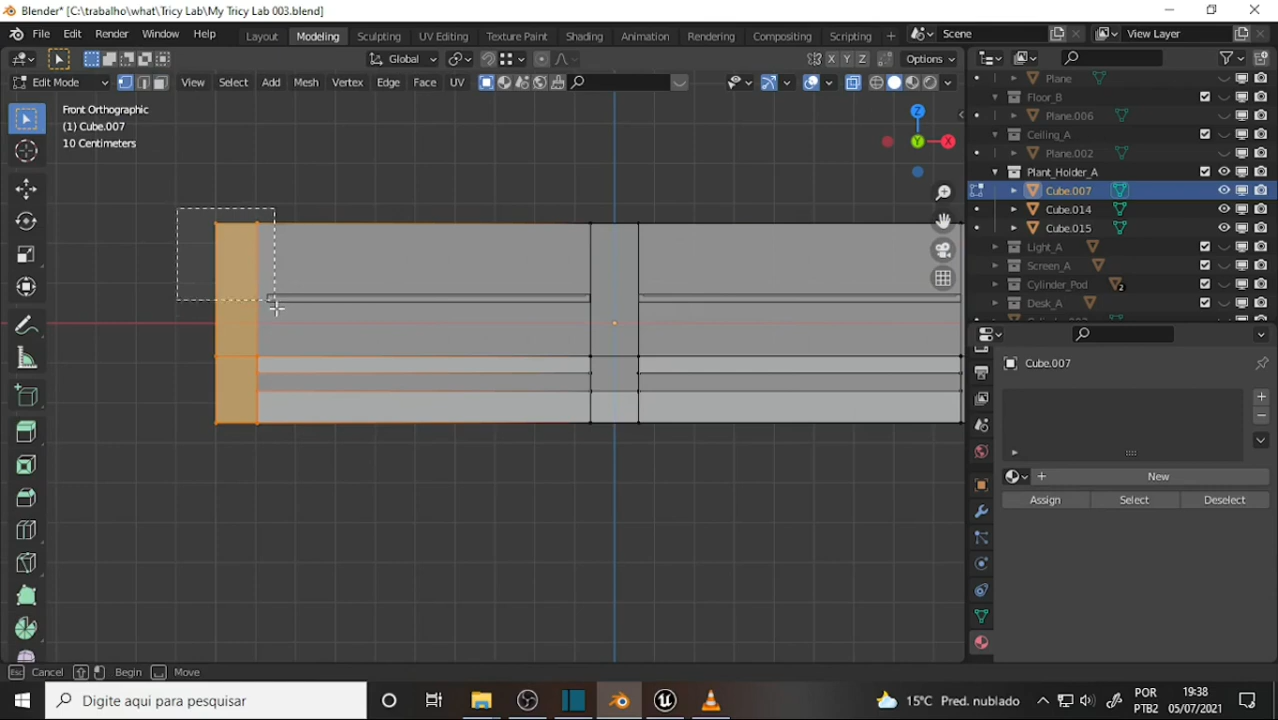 Blender* [C:\trabalho\what\Tricy Lab\My Tricy Lab 003.blend]
File Edit Render Window Help Layout Modeling Sculpting UV Editing Texture Paint Shading Animation Rendering Compositing Scripting + Scene View Layer
Global X Y Z Options
Edit Mode View Select Add Mesh Vertex Edge Face UV
Front Orthographic
(1) Cube.007
10 Centimeters
Z
Y X
Plane
Floor_B
Plane.006
Ceiling_A
Plane.002
Plant_Holder_A
Cube.007
Cube.014
Cube.015
Light_A
Screen_A
Cylinder_Pod 2
Desk_A
Cube.007
New
Assign Select Deselect
Esc Cancel Begin Move
Digite aqui para pesquisar
15°C Pred. nublado
POR
PTB2
19:38
05/07/2021